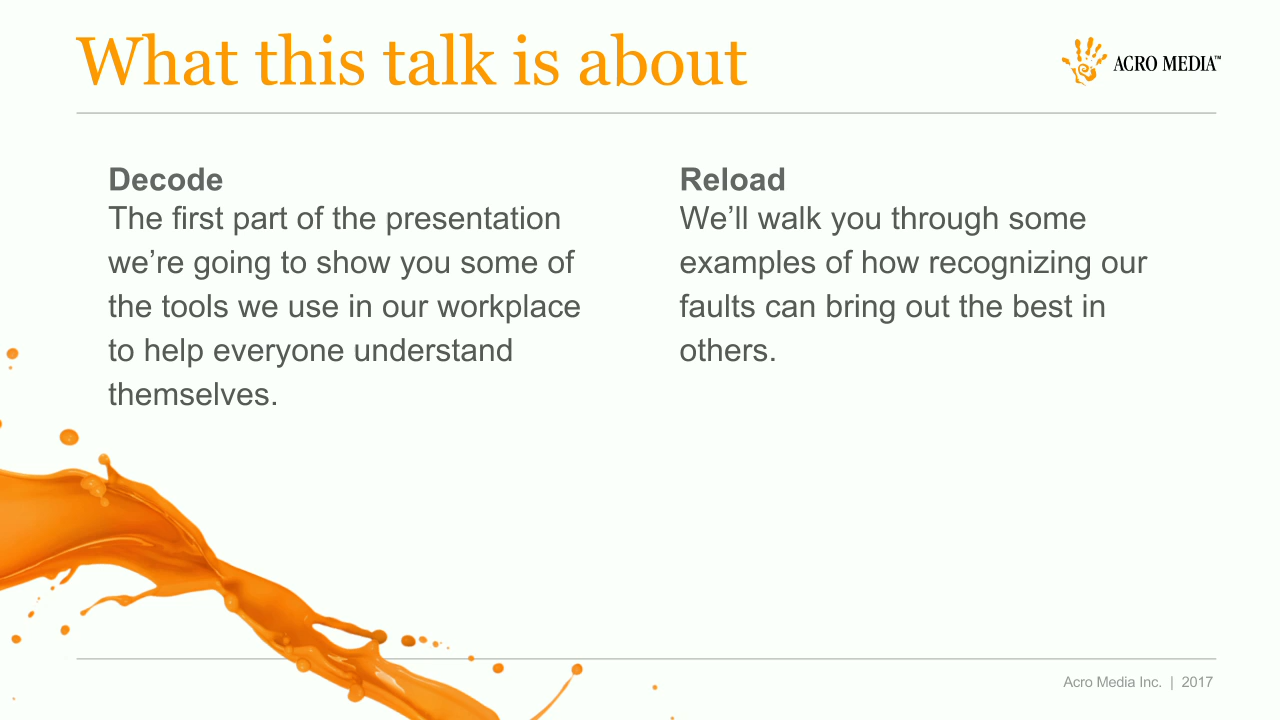 What this talk is about
ACRO MEDIA™
Decode
The first part of the presentation
we’re going to show you some of
the tools we use in our workplace
to help everyone understand
themselves.
Reload
We’ll walk you through some
examples of how recognizing our
faults can bring out the best in
others.
Acro Media Inc. | 2017